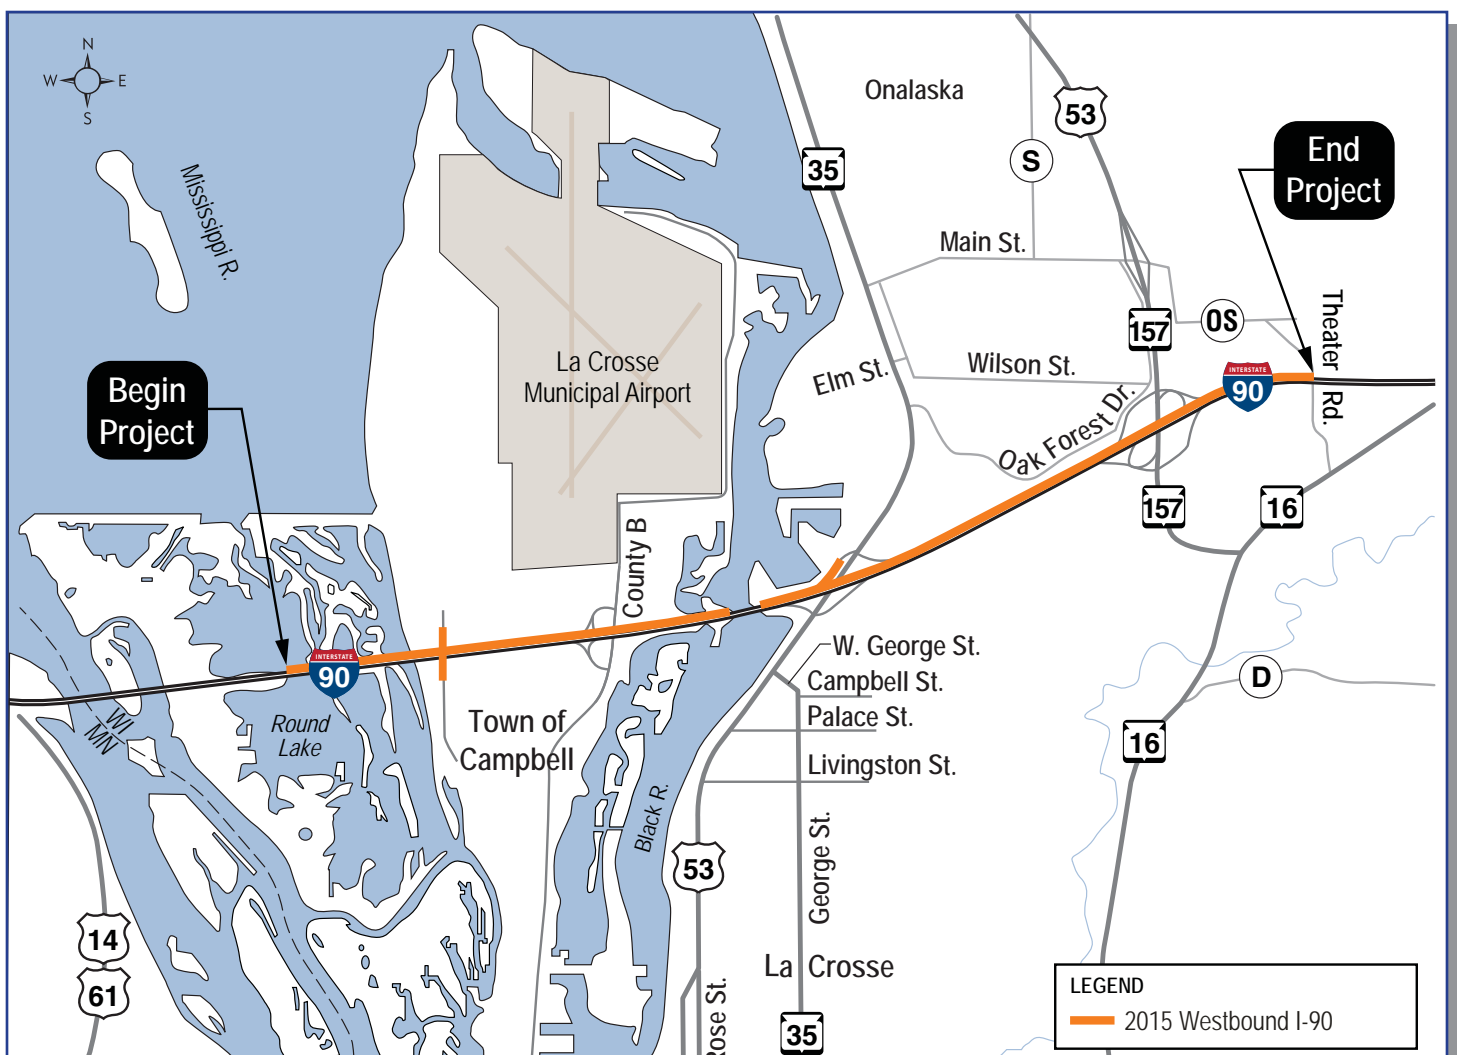 N
W
E
S
Onalaska
53
End
Project
35
S
Mississippi R.
Main St.
Theater
Rd.
OS
157
La Crosse
Municipal Airport
Elm St.
Wilson St.
INTERSTATE
90
Begin
Project
Oak Forest Dr.
157
16
County B
W. George St.
INTERSTATE
90
Campbell St.
D
WI
MN
Round
Lake
Town of
Campbell
Palace St.
16
Livingston St.
Black R.
George St.
53
14
61
La Crosse
Rose St.
35
LEGEND
2015 Westbound I-90